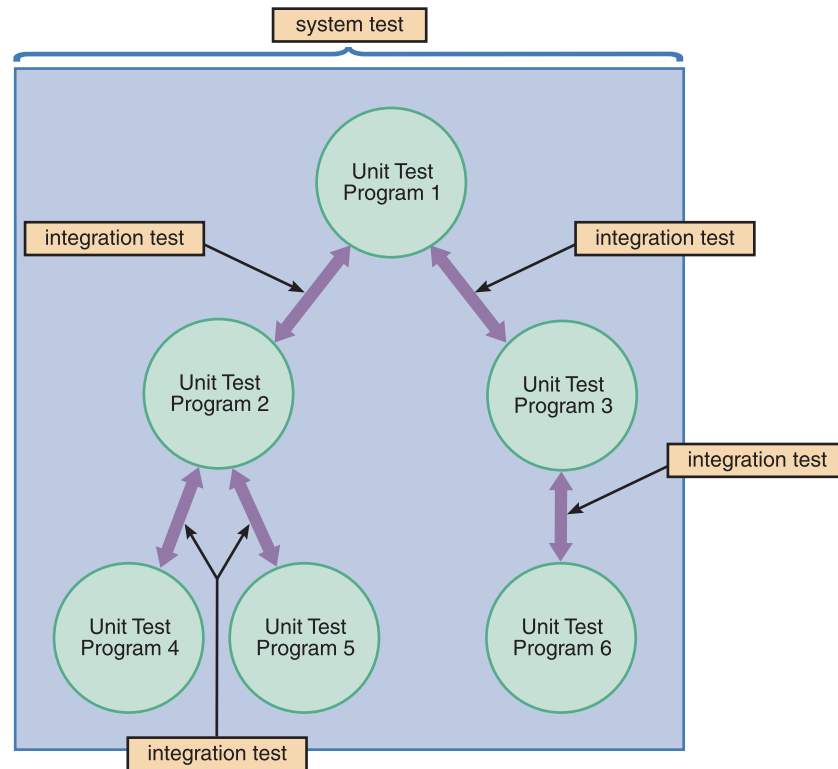 system test
Unit Test
Program 1
integration test
integration test
Unit Test
Program 2
Unit Test
Program 3
integration test
Unit Test
Program 4
Unit Test
Program 5
Unit Test
Program 6
integration test